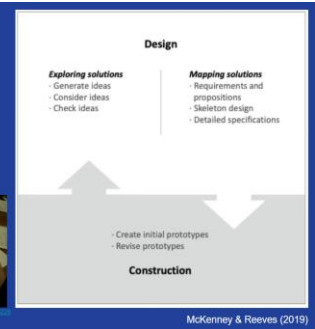 Design
Exploring solutions
· Generate ideas
· Consider ideas
· Check ideas
Mapping solutions
· Requirements and
propositions
· Skeleton design
· Detailed specifications
· Create initial prototypes
· Revise prototypes
Construction
McKenney & Reeves (2019)